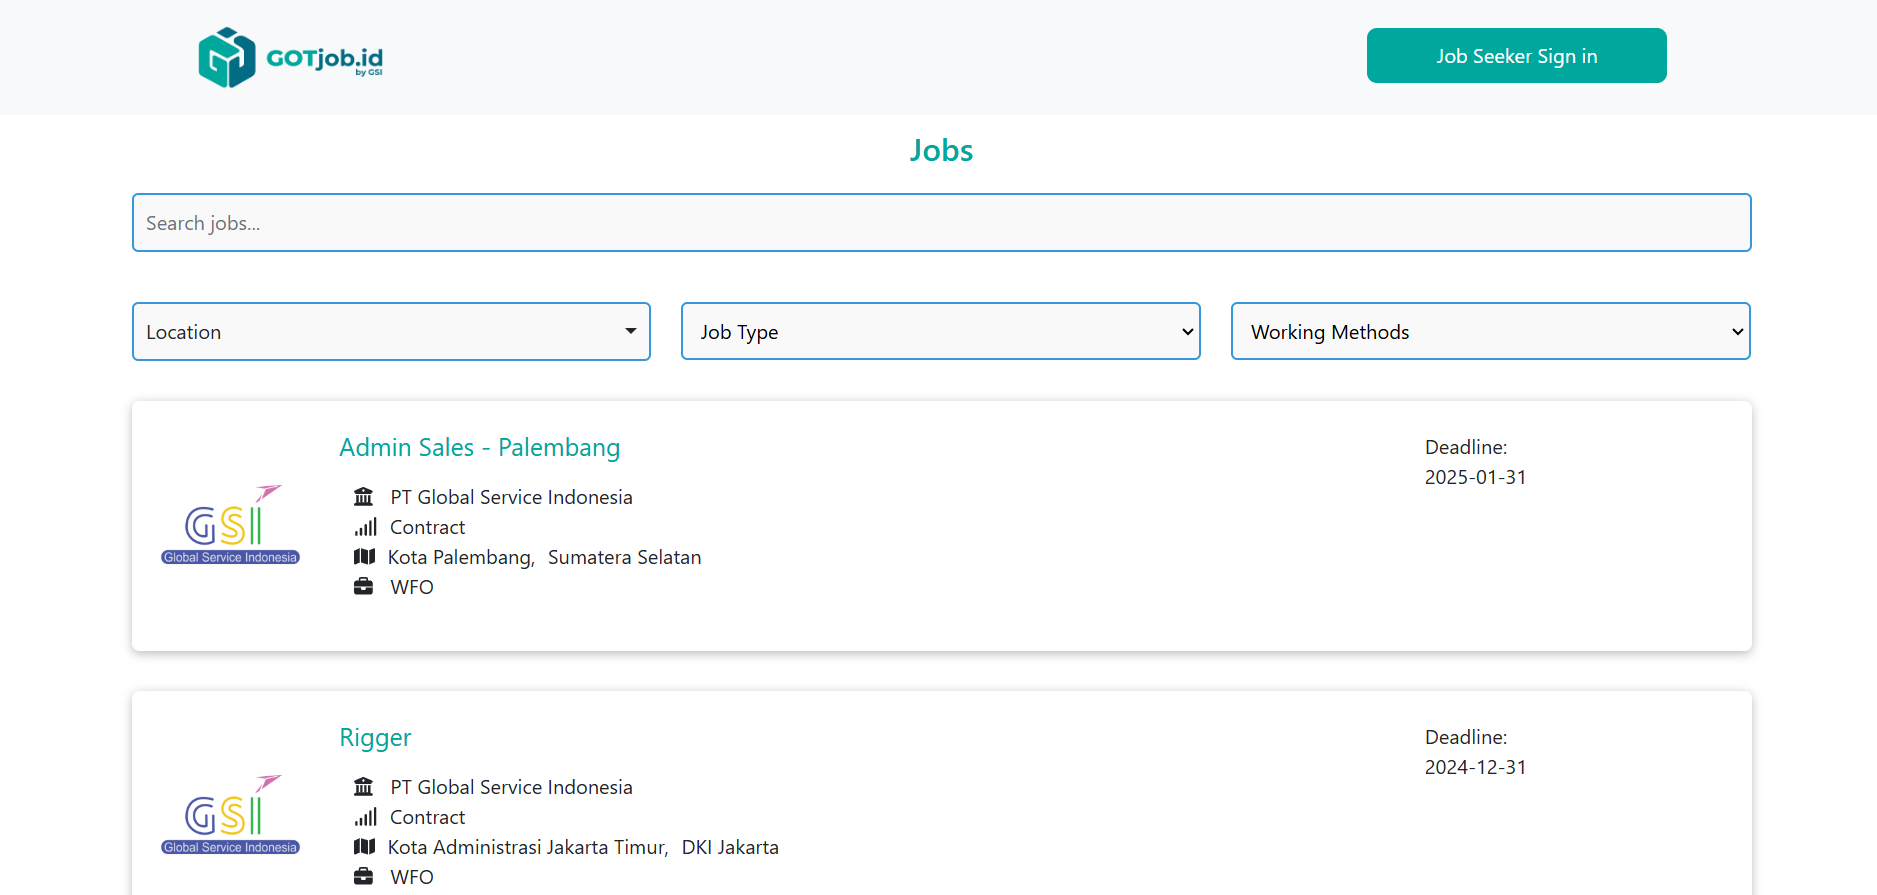 GOTjob.id
by GSI
Job Seeker Sign in
Jobs
Search jobs...
Location
Job Type
Working Methods
Admin Sales - Palembang
Deadline:
2025-01-31
PT Global Service Indonesia
Contract
Kota Palembang, Sumatera Selatan
WFO
GSI
Global Service Indonesia
Rigger
Deadline:
2024-12-31
PT Global Service Indonesia
Contract
Kota Administrasi Jakarta Timur, DKI Jakarta
WFO
GSI
Global Service Indonesia